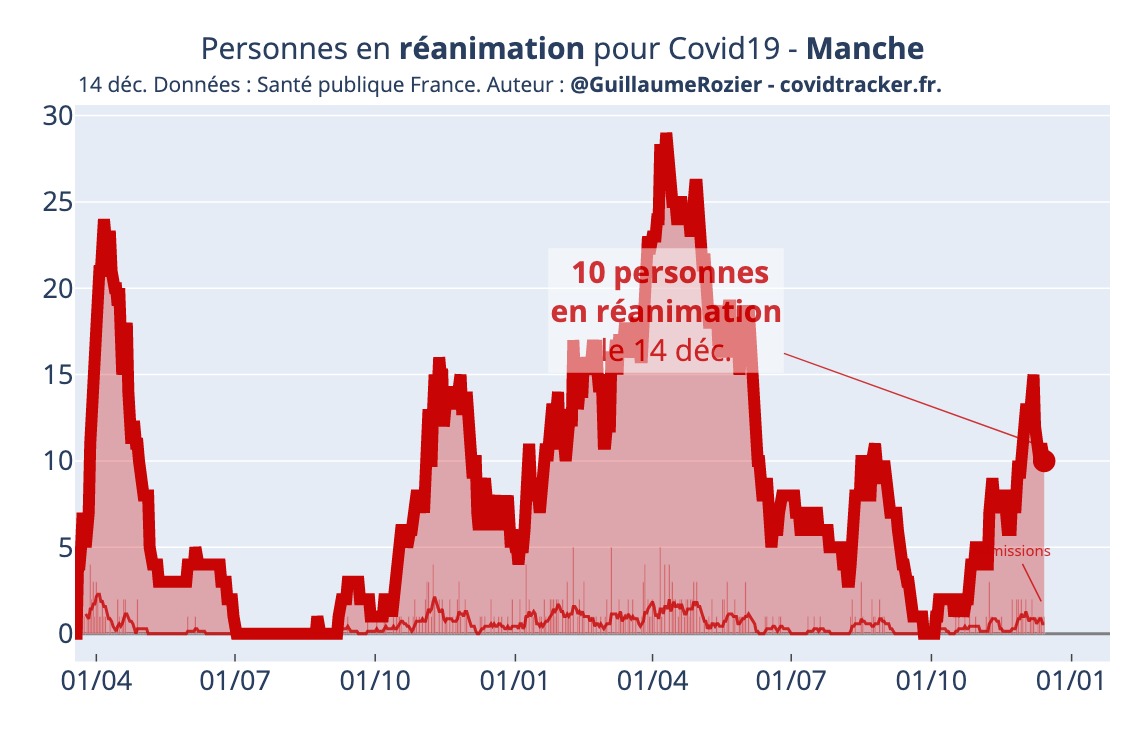 Personnes en réanimation pour Covid19 - Manche
14 déc. Données : Santé publique France. Auteur : @GuillaumeRozier - covidtracker.fr.
30
25
20
15
10
5
0
10 personnes
en réanimation
le 14 déc.
missions
01/04 01/07 01/10 01/01 01/04 01/07 01/10 01/01